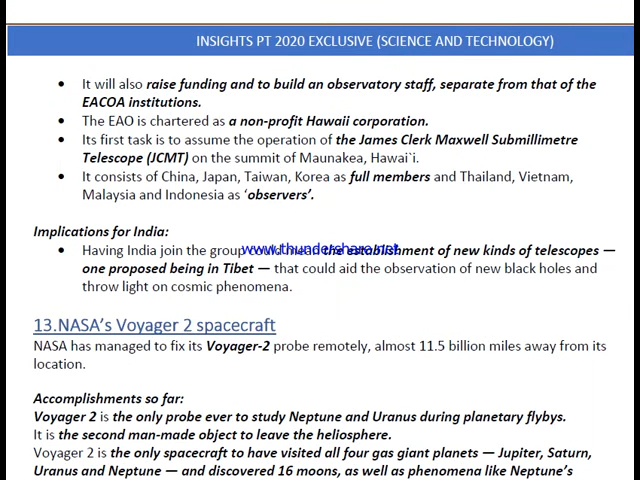 INSIGHTS PT 2020 EXCLUSIVE (SCIENCE AND TECHNOLOGY)
• It will also raise funding and to build an observatory staff, separate from that of the
EACOA institutions.
• The EAO is chartered as a non-profit Hawaii corporation.
• Its first task is to assume the operation of the James Clerk Maxwell Submillimetre
Telescope (JCMT) on the summit of Maunakea, Hawai`i.
• It consists of China, Japan, Taiwan, Korea as full members and Thailand, Vietnam,
Malaysia and Indonesia as ‘observers’.
Implications for India:
• Having India join the group could mean the establishment of new kinds of telescopes —
www.thundershare.net
one proposed being in Tibet — that could aid the observation of new black holes and
throw light on cosmic phenomena.
13.NASA’s Voyager 2 spacecraft
NASA has managed to fix its Voyager-2 probe remotely, almost 11.5 billion miles away from its
location.
Accomplishments so far:
Voyager 2 is the only probe ever to study Neptune and Uranus during planetary flybys.
It is the second man-made object to leave the heliosphere.
Voyager 2 is the only spacecraft to have visited all four gas giant planets — Jupiter, Saturn,
Uranus and Neptune — and discovered 16 moons, as well as phenomena like Neptune’s